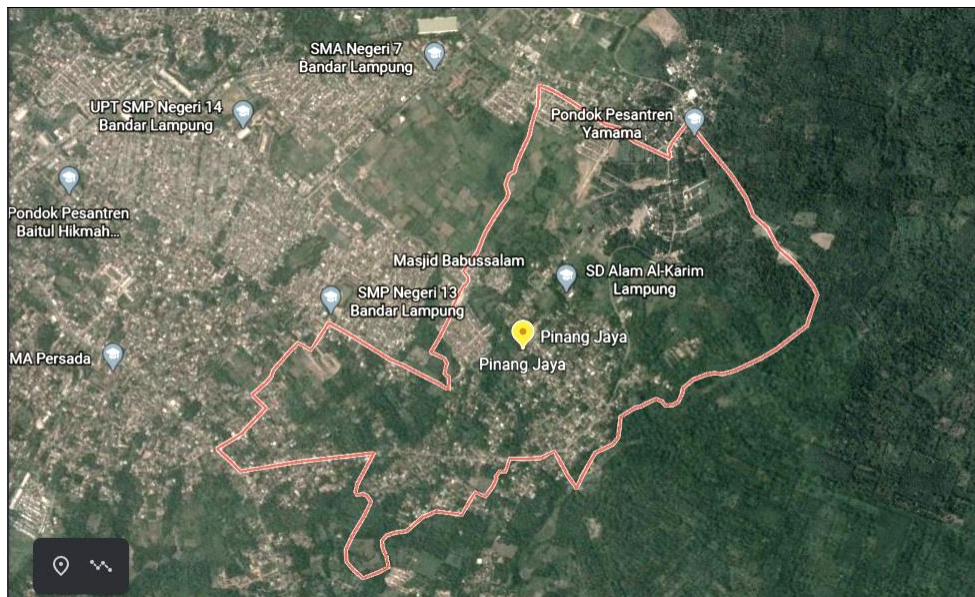 SMA Negeri 7
Bandar Lampung
UPT SMP Negeri 14
Bandar Lampung
Pondok Pesantren
Yamama
Pondok Pesantren
Baitul Hikmah...
Masjid Babussalam
SD Alam Al-Karim
Lampung
SMP Negeri 13
Bandar Lampung
Pinang Jaya
MA Persada
Pinang Jaya